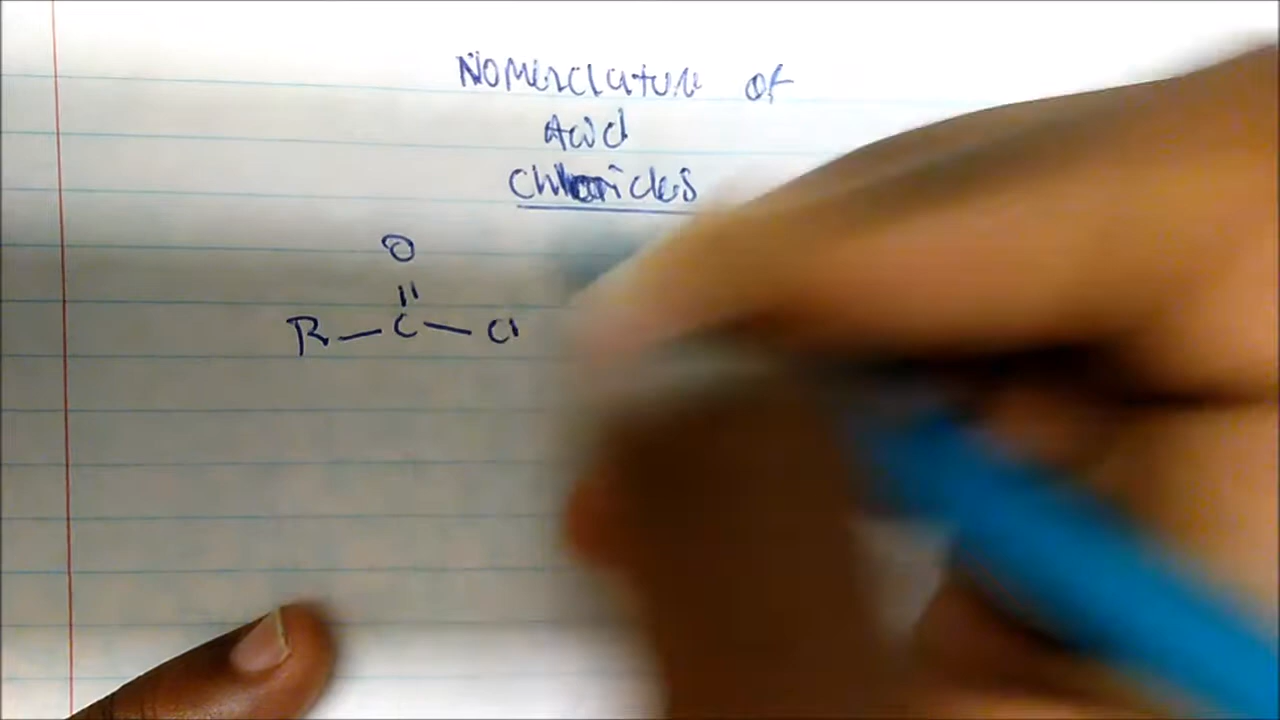 Nomenclature of
Acid
Chlorides
O
R — C — Cl